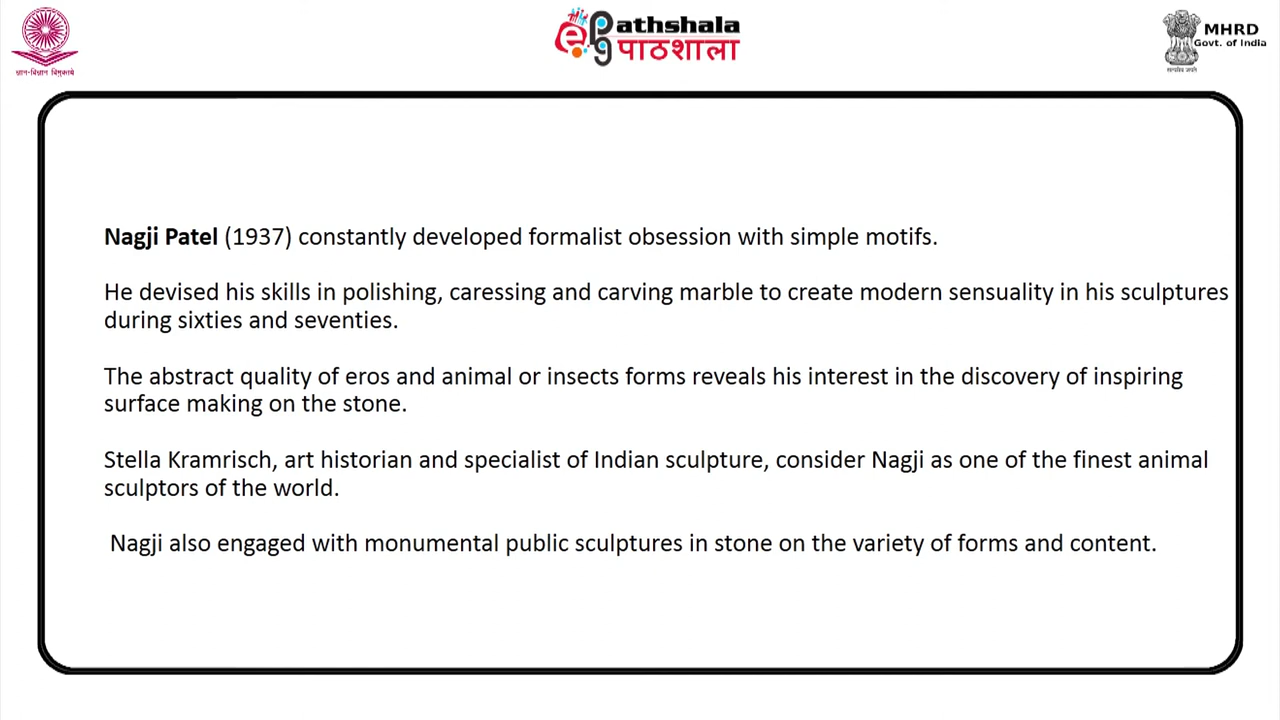 ज्ञान-विज्ञान विमुक्तये
ePathshala
pg पाठशाला
MHRD
Govt. of India
सत्यमेव जयते
Nagji Patel (1937) constantly developed formalist obsession with simple motifs.
He devised his skills in polishing, caressing and carving marble to create modern sensuality in his sculptures
during sixties and seventies.
The abstract quality of eros and animal or insects forms reveals his interest in the discovery of inspiring
surface making on the stone.
Stella Kramrisch, art historian and specialist of Indian sculpture, consider Nagji as one of the finest animal
sculptors of the world.
Nagji also engaged with monumental public sculptures in stone on the variety of forms and content.